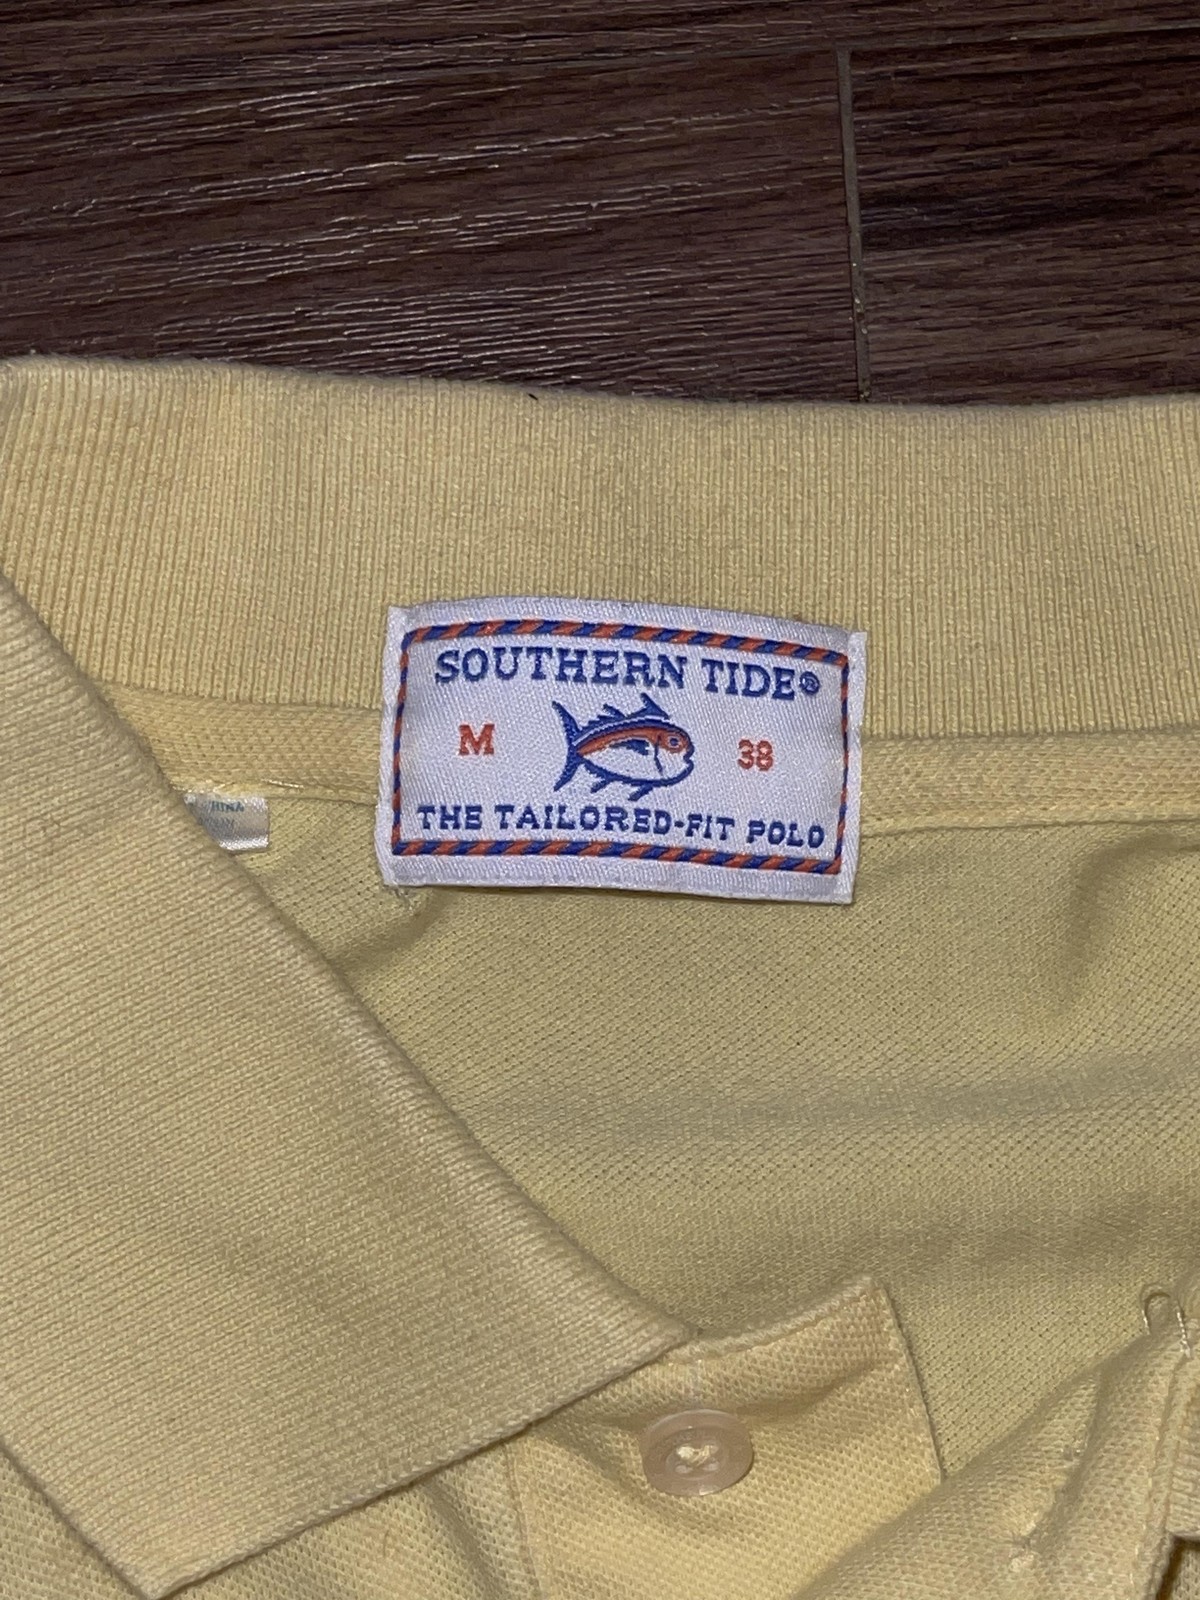 SOUTHERN TIDE®
M 38
THE TAILORED-FIT POLO